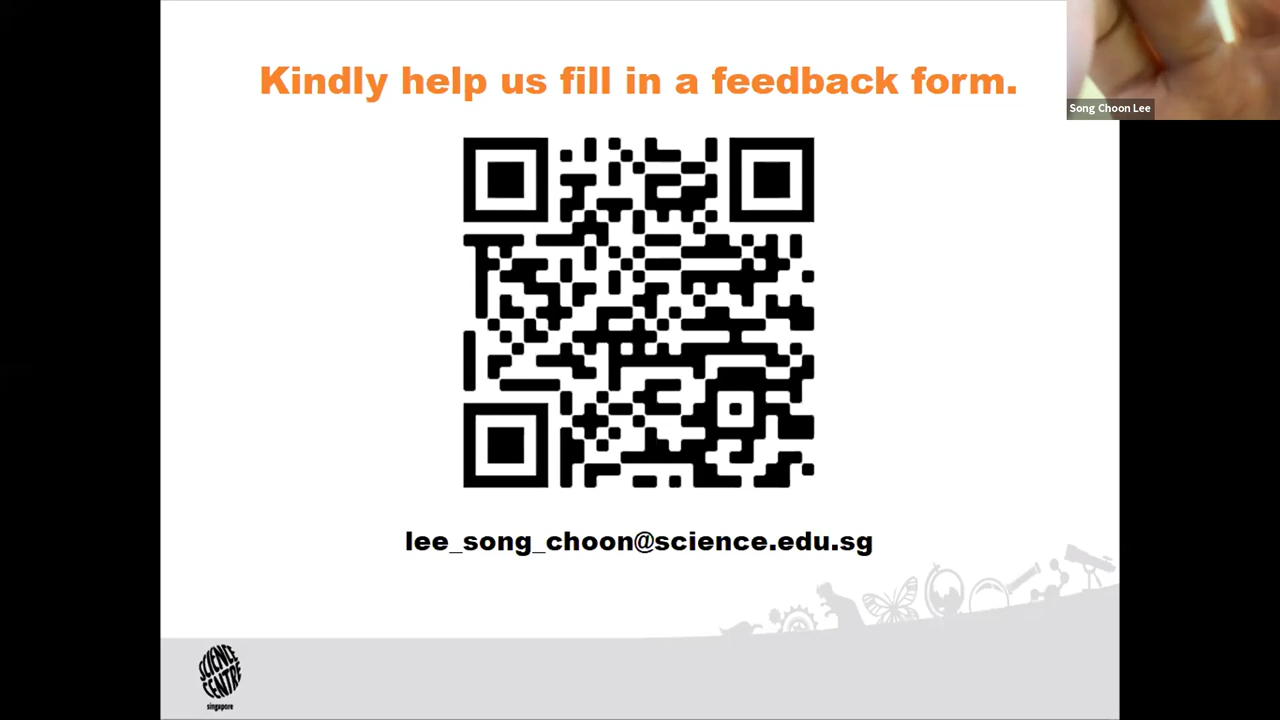 Kindly help us fill in a feedback form.
Song Choon Lee
lee_song_choon@science.edu.sg
SCIENCE
CENTRE
singapore